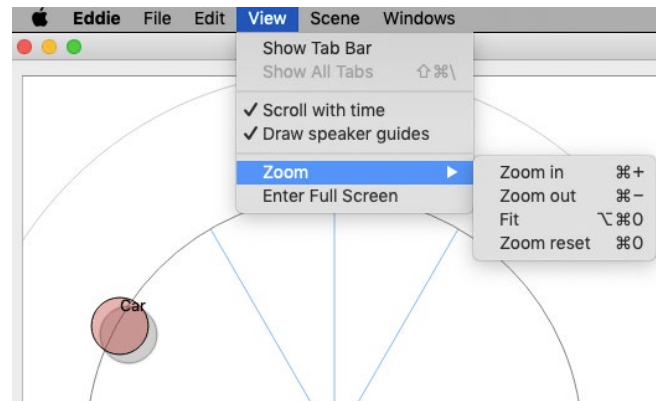 Eddie File Edit View Scene Windows
Show Tab Bar
Show All Tabs ⇧⌘\
✓ Scroll with time
✓ Draw speaker guides
Zoom ▶
Enter Full Screen
Zoom in ⌘+
Zoom out ⌘−
Fit ⌥⌘0
Zoom reset ⌘0
Car